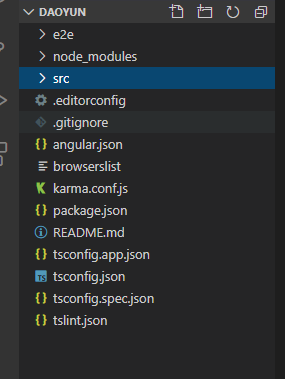 DAOYUN
e2e
node_modules
src
.editorconfig
.gitignore
angular.json
browserslist
karma.conf.js
package.json
README.md
tsconfig.app.json
tsconfig.json
tsconfig.spec.json
tslint.json